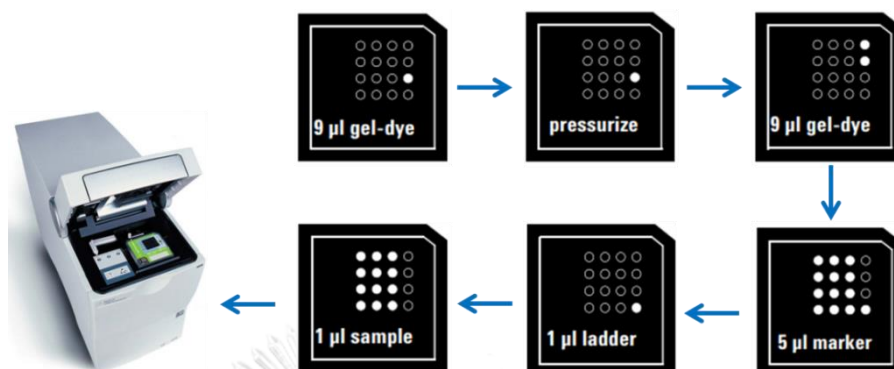 9 µl gel-dye
pressurize
9 µl gel-dye
5 µl marker
1 µl ladder
1 µl sample